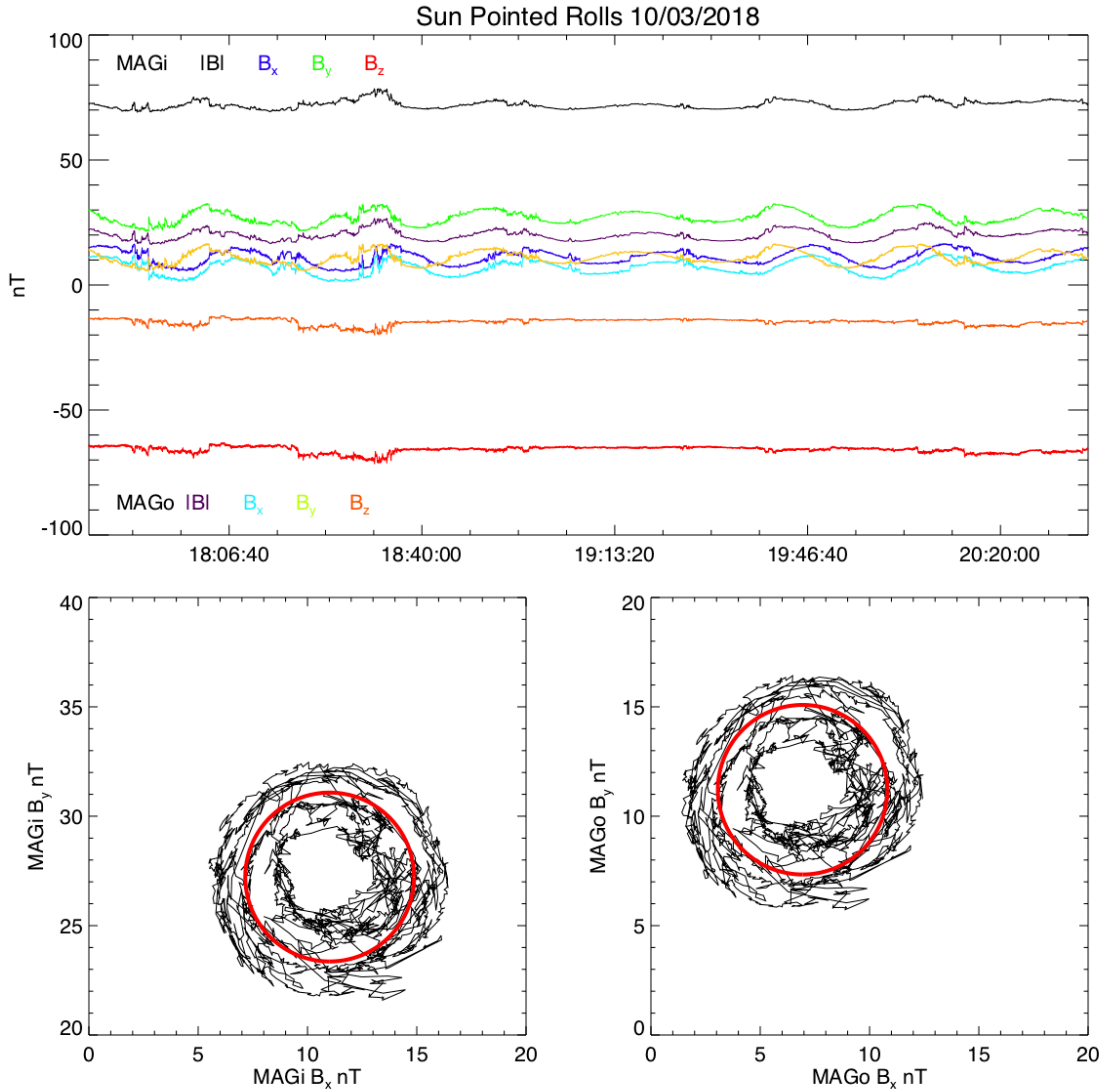 Sun Pointed Rolls 10/03/2018
100
MAGi |B| Bx By Bz
50
nT
0
-50
MAGo |B| Bx By Bz
-100
18:06:40 18:40:00 19:13:20 19:46:40 20:20:00
40
35
MAGi By nT
30
25
20
0 5 10 15 20
MAGi Bx nT
20
15
MAGo By nT
10
5
0
0 5 10 15 20
MAGo Bx nT